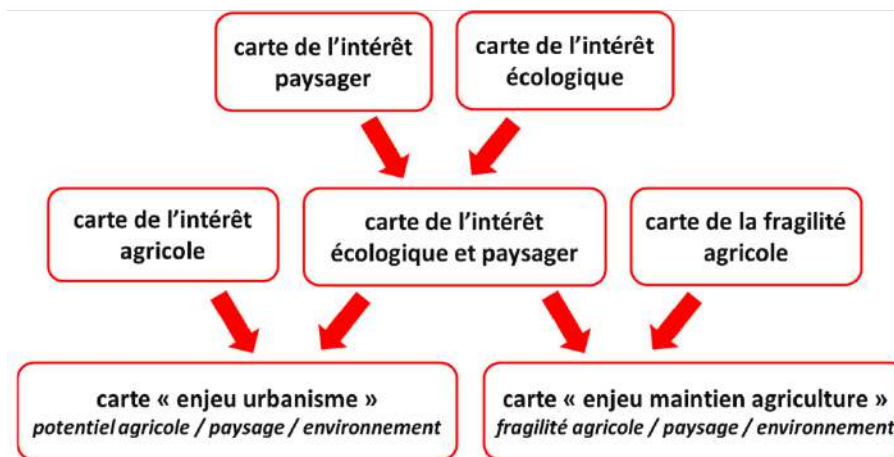 carte de l'intérêt
paysager
carte de l'intérêt
écologique
carte de l'intérêt
agricole
carte de l'intérêt
écologique et paysager
carte de la fragilité
agricole
carte « enjeu urbanisme »
potentiel agricole / paysage / environnement
carte « enjeu maintien agriculture »
fragilité agricole / paysage / environnement